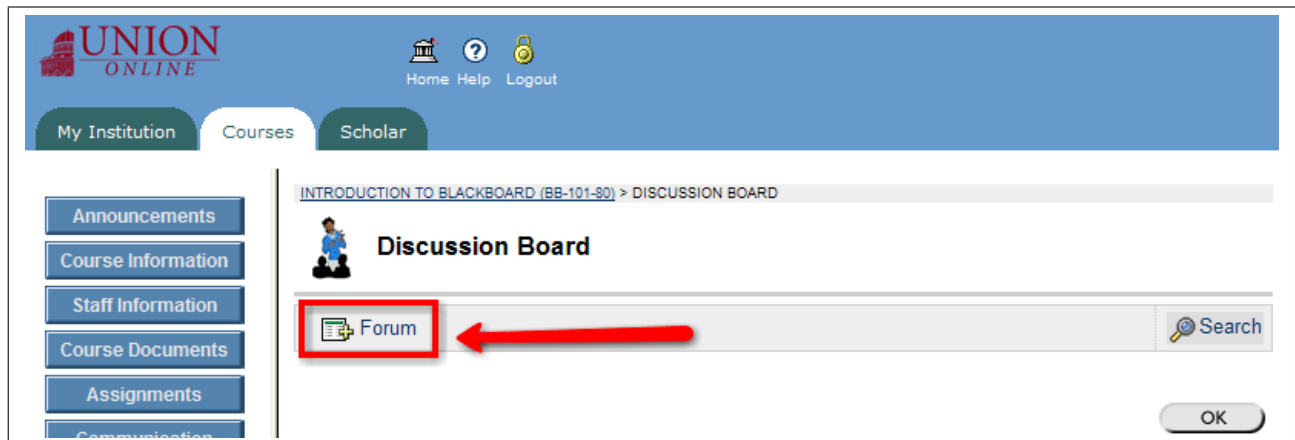 UNION
ONLINE
Home Help Logout
My Institution Courses Scholar
INTRODUCTION TO BLACKBOARD (BB-101-80) > DISCUSSION BOARD
Announcements
Discussion Board
Course Information
Staff Information
Forum Search
Course Documents
Assignments
OK
Communication